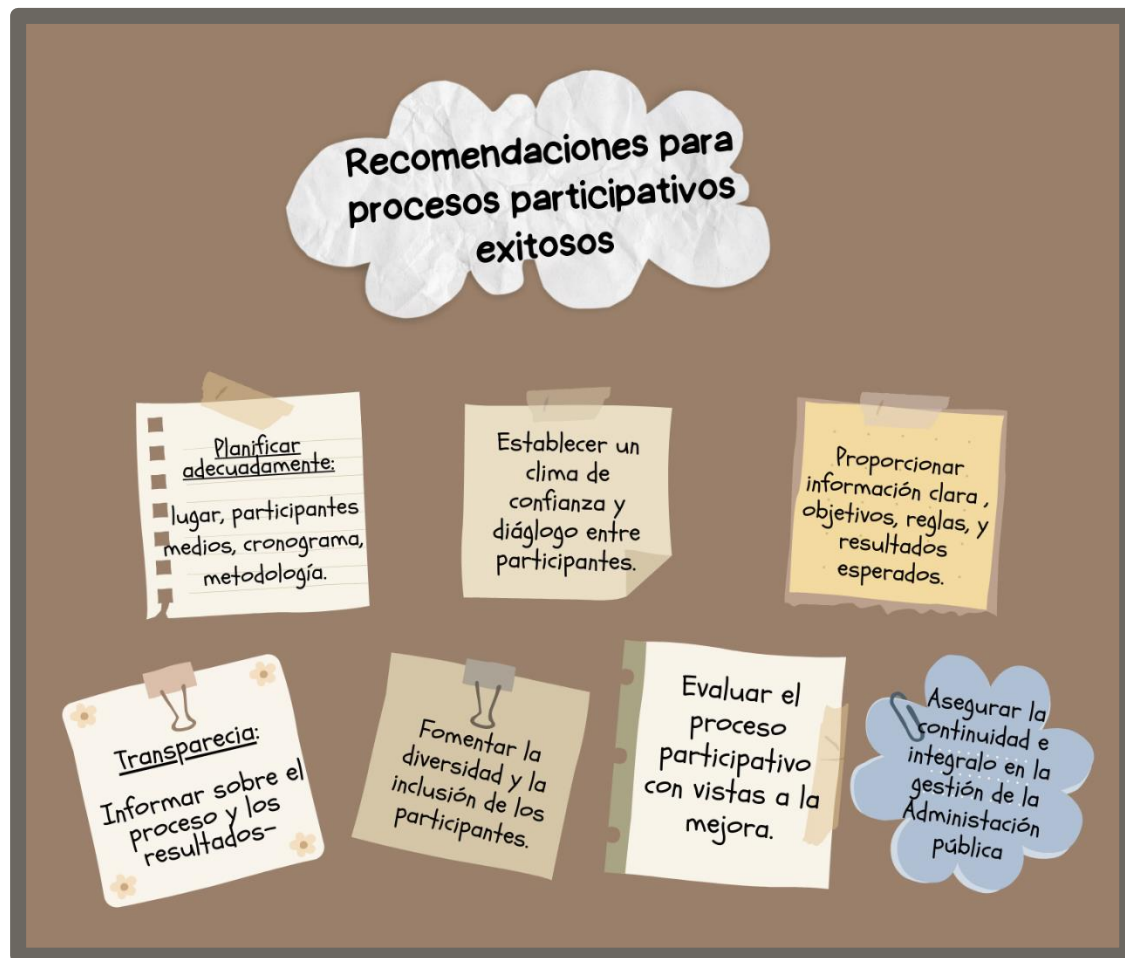 Recomendaciones para
procesos participativos
exitosos
Planificar
adecuadamente:
lugar, participantes
medios, cronograma,
metodología.
Establecer un
clima de
confianza y
diáglogo entre
participantes.
Proporcionar
información clara ,
objetivos, reglas, y
resultados
esperados.
Transparecia:
Informar sobre el
proceso y los
resultados-
Fomentar la
diversidad y la
inclusión de los
participantes.
Evaluar el
proceso
participativo
con vistas a la
mejora.
Asegurar la
continuidad e
integralo en la
gestión de la
Administación
pública